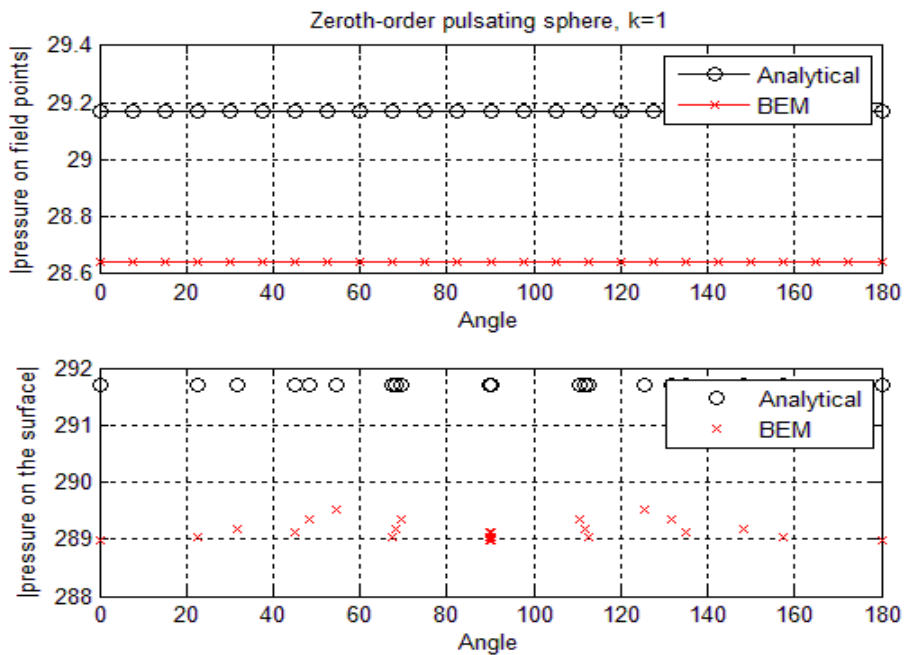 Zeroth-order pulsating sphere, k=1
|pressure on field points|
29.4
29.2
29
28.8
28.6
Analytical
BEM
0 20 40 60 80 100 120 140 160 180
Angle
|pressure on the surface|
292
291
290
289
288
Analytical
BEM
0 20 40 60 80 100 120 140 160 180
Angle